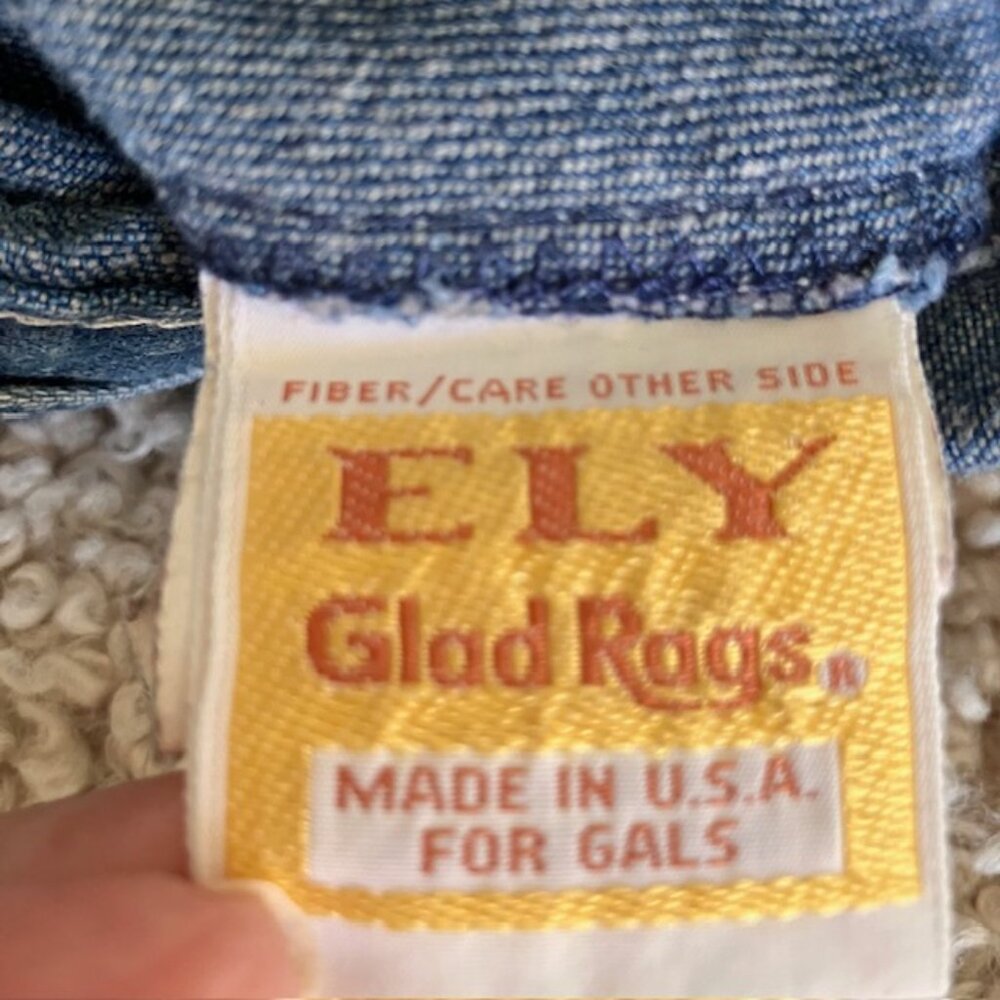 FIBER/CARE OTHER SIDE
ELY
Glad Rags®
MADE IN U.S.A.
FOR GALS